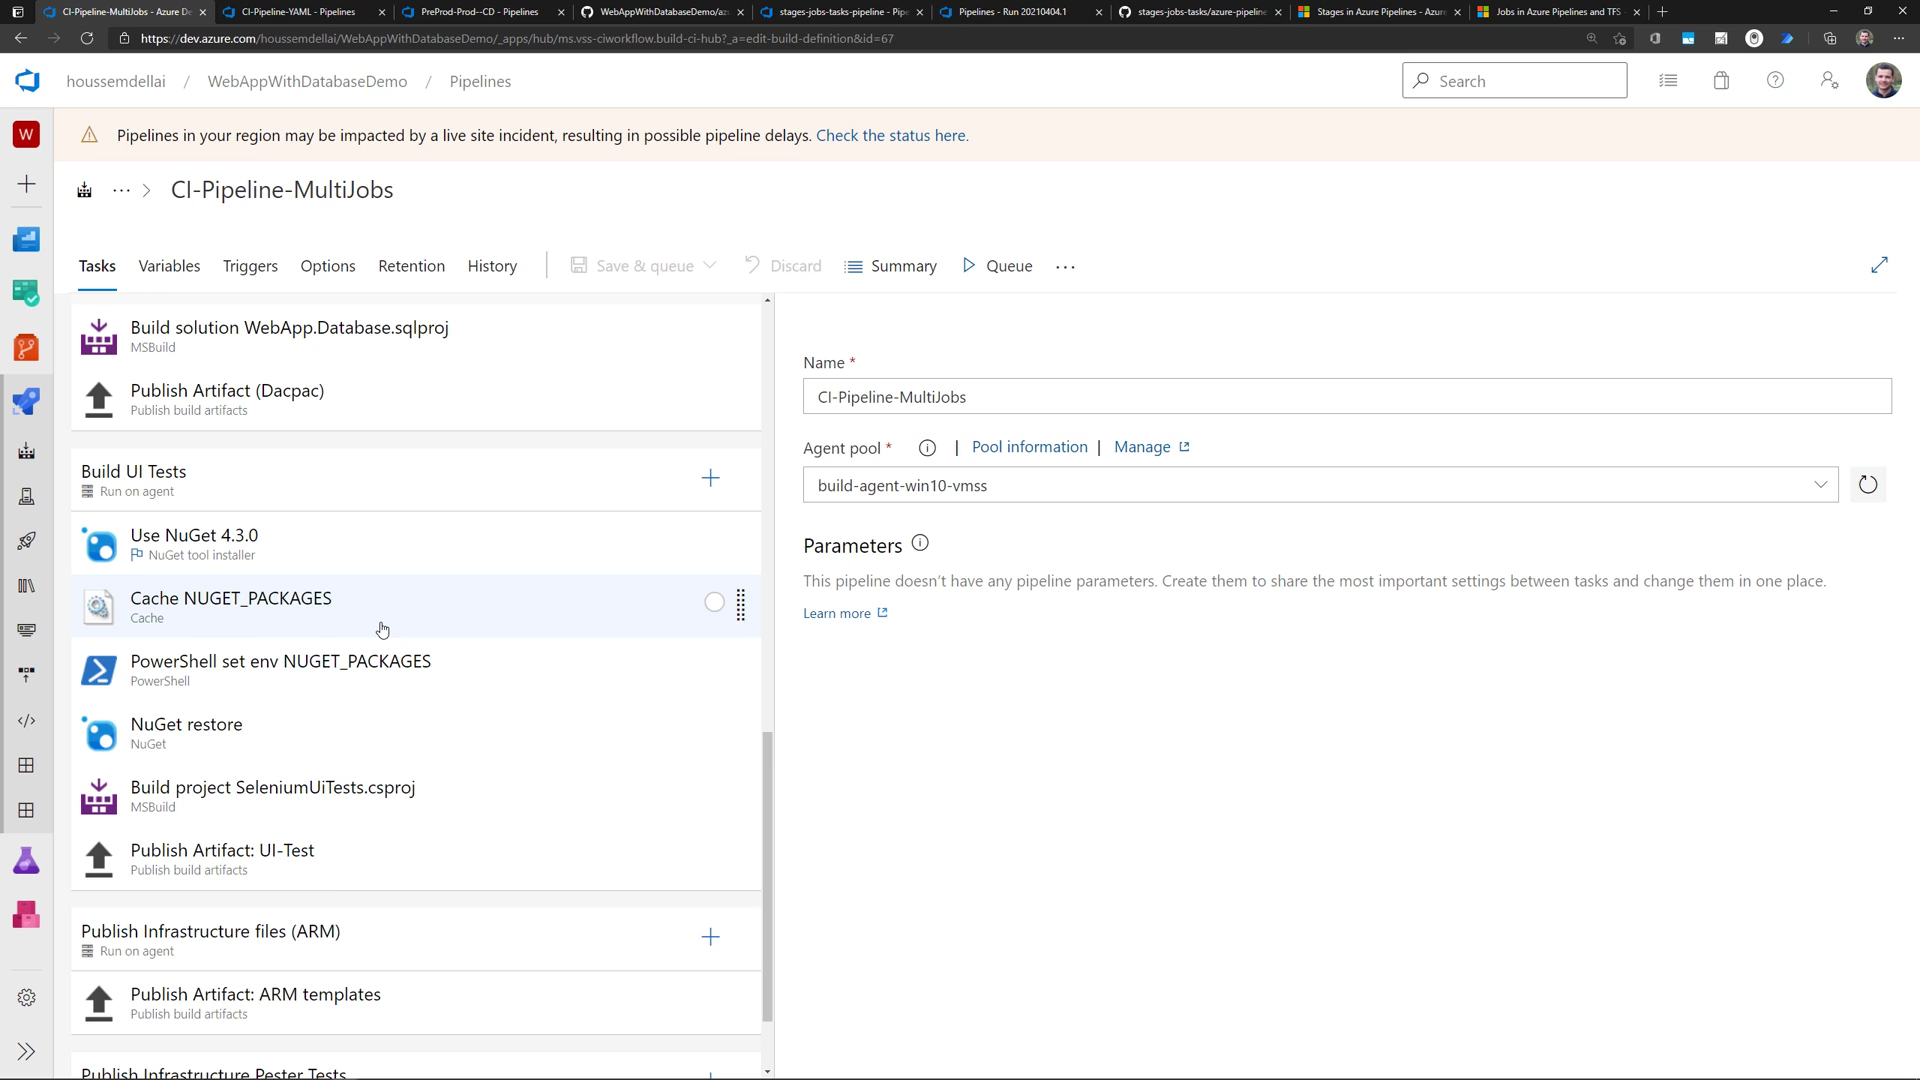 CI-Pipeline-MultiJobs - Azure De
CI-Pipeline-YAML - Pipelines
PreProd-Prod--CD - Pipelines
WebAppWithDatabaseDemo/az
stages-jobs-tasks-pipeline - Pipe
Pipelines - Run 20210404.1
stages-jobs-tasks/azure-pipeline
Stages in Azure Pipelines - Azur
Jobs in Azure Pipelines and TFS
https://dev.azure.com/houssemdellai/WebAppWithDatabaseDemo/_apps/hub/ms.vss-ciworkflow.build-ci-hub?_a=edit-build-definition&id=67
houssemdellai / WebAppWithDatabaseDemo / Pipelines
Search
W
Pipelines in your region may be impacted by a live site incident, resulting in possible pipeline delays. Check the status here.
... > CI-Pipeline-MultiJobs
Tasks Variables Triggers Options Retention History Save & queue Discard Summary Queue ...
Build solution WebApp.Database.sqlproj
MSBuild
Publish Artifact (Dacpac)
Publish build artifacts
Build UI Tests
Run on agent
Use NuGet 4.3.0
NuGet tool installer
Cache NUGET_PACKAGES
Cache
PowerShell set env NUGET_PACKAGES
PowerShell
NuGet restore
NuGet
Build project SeleniumUiTests.csproj
MSBuild
Publish Artifact: UI-Test
Publish build artifacts
Publish Infrastructure files (ARM)
Run on agent
Publish Artifact: ARM templates
Publish build artifacts
Publish Infrastructure Pester Tests
Name *
CI-Pipeline-MultiJobs
Agent pool * | Pool information | Manage
build-agent-win10-vmss
Parameters
This pipeline doesn't have any pipeline parameters. Create them to share the most important settings between tasks and change them in one place.
Learn more